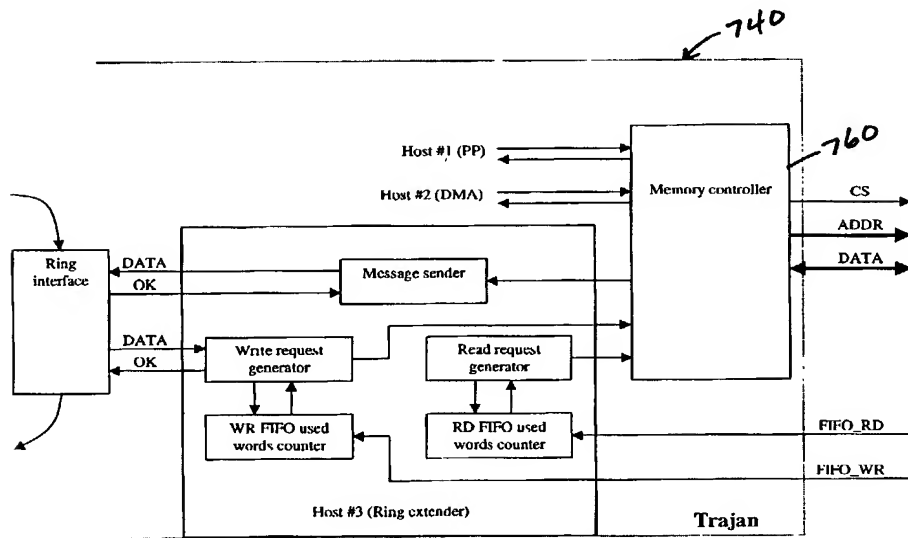 740
760
Host #1 (PP)
Host #2 (DMA)
Memory controller
CS
ADDR
DATA
Ring
interface
DATA
OK
Message sender
DATA
OK
Write request
generator
Read request
generator
WR FIFO used
words counter
RD FIFO used
words counter
FIFO_RD
FIFO_WR
Host #3 (Ring extender)
Trajan